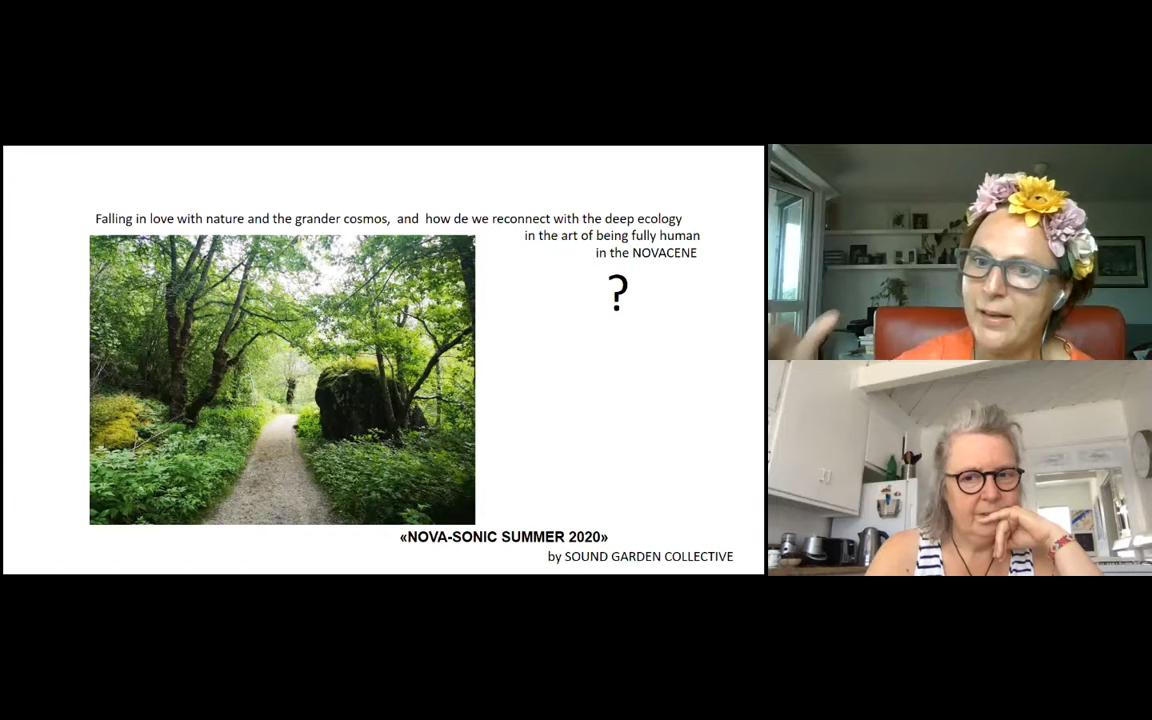 Falling in love with nature and the grander cosmos, and how de we reconnect with the deep ecology
in the art of being fully human
in the NOVACENE
?
«NOVA-SONIC SUMMER 2020»
by SOUND GARDEN COLLECTIVE